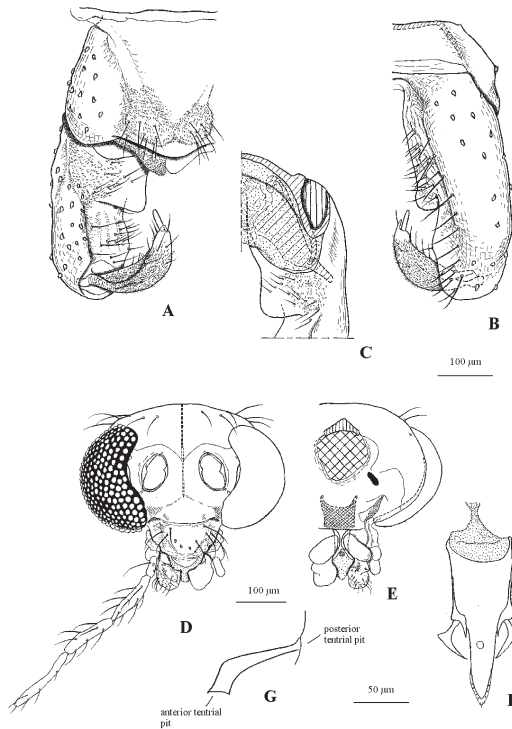 A
B
C
100 μm
D
100 μm
E
G
posterior
tentrial pit
anterior tentrial
pit
50 μm